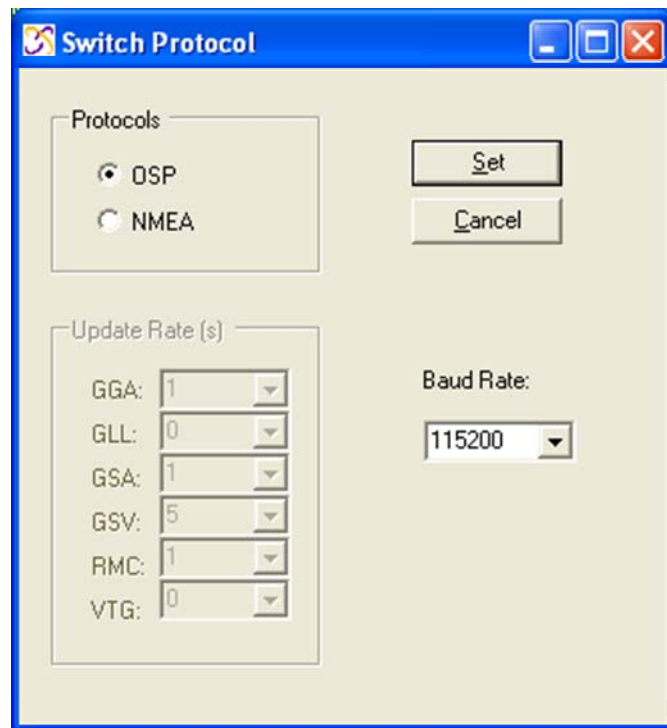 Switch Protocol
Protocols
OSP
NMEA
Set
Cancel
Update Rate (s)
GGA: 1
GLL: 0
GSA: 1
GSV: 5
RMC: 1
VTG: 0
Baud Rate:
115200